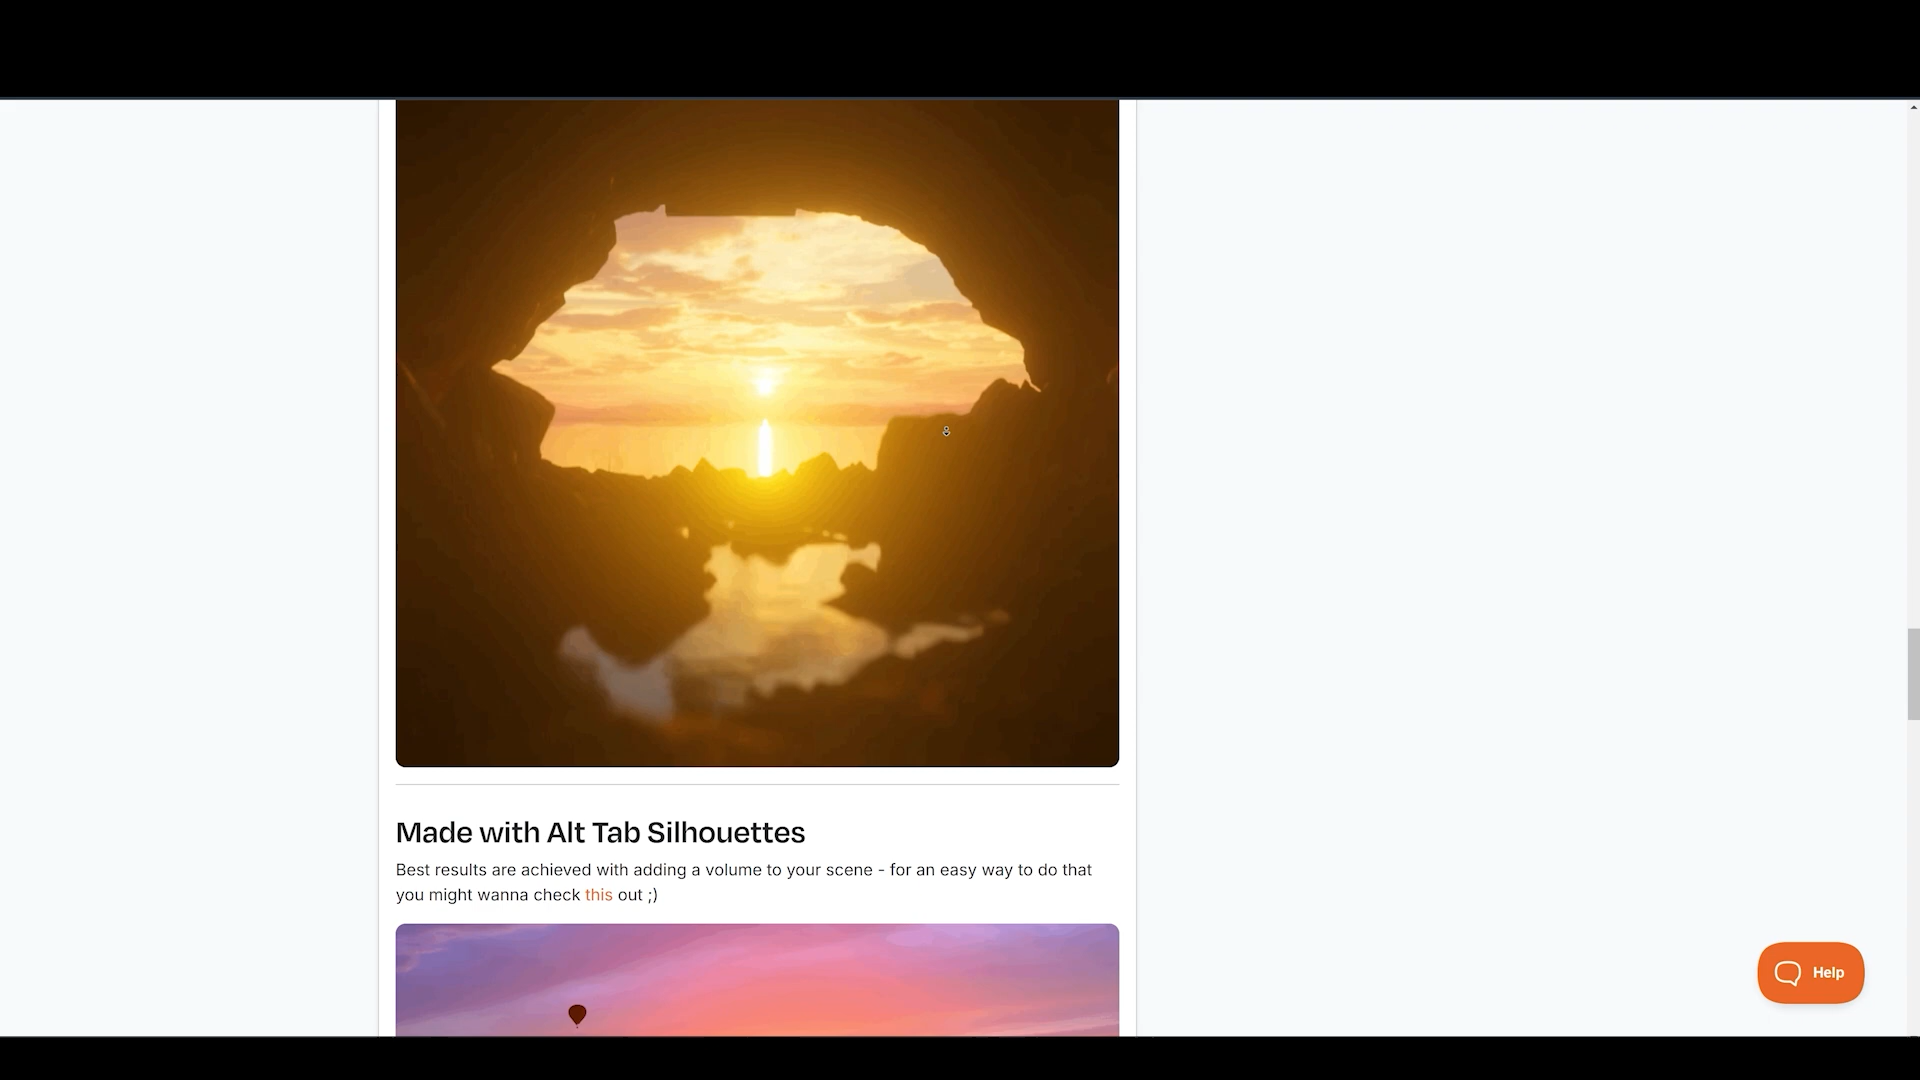 Made with Alt Tab Silhouettes
Best results are achieved with adding a volume to your scene - for an easy way to do that
you might wanna check this out ;)
Help